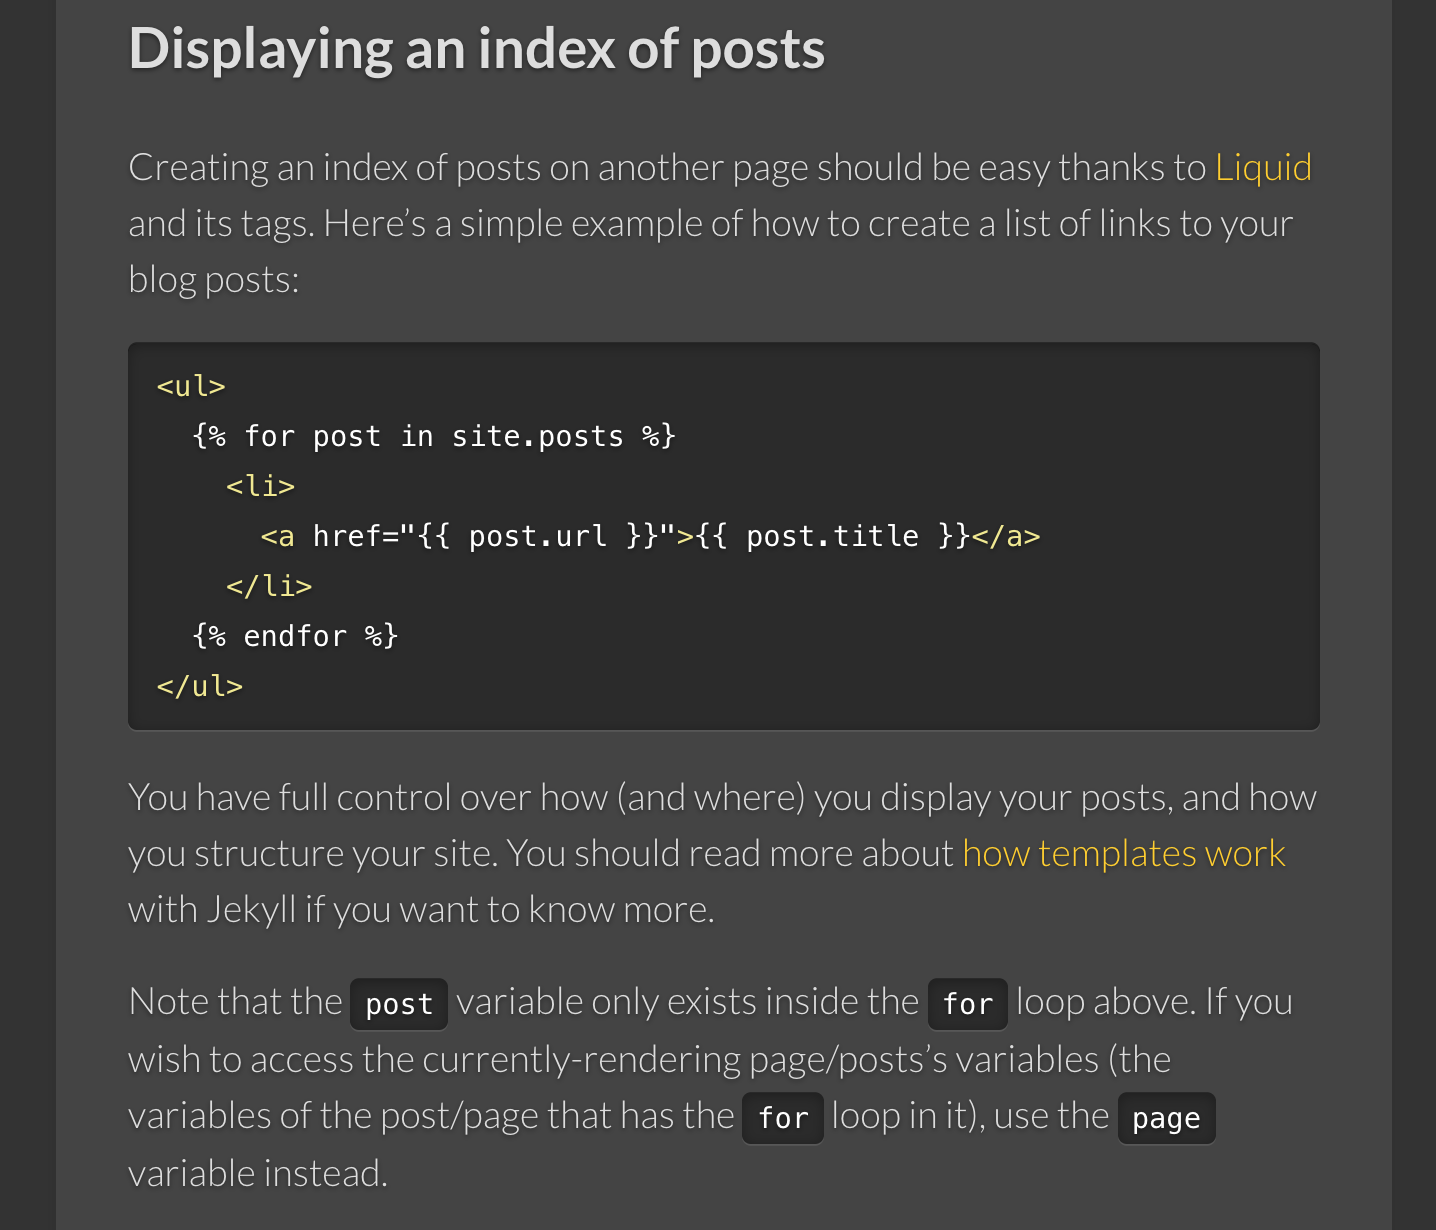 Displaying an index of posts
Creating an index of posts on another page should be easy thanks to Liquid
and its tags. Here’s a simple example of how to create a list of links to your
blog posts:
<ul>
  {% for post in site.posts %}
    <li>
      <a href="{{ post.url }}">{{ post.title }}</a>
    </li>
  {% endfor %}
</ul>
You have full control over how (and where) you display your posts, and how
you structure your site. You should read more about how templates work
with Jekyll if you want to know more.
Note that the post variable only exists inside the for loop above. If you
wish to access the currently-rendering page/posts’s variables (the
variables of the post/page that has the for loop in it), use the page
variable instead.